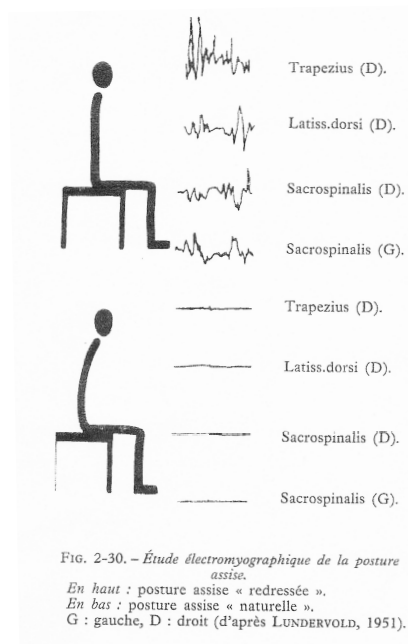 Trapezius (D).
Latiss.dorsi (D).
Sacrospinalis (D).
Sacrospinalis (G).
Trapezius (D).
Latiss.dorsi (D).
Sacrospinalis (D).
Sacrospinalis (G).
FIG. 2-30. – Étude électromyographique de la posture
assise.
En haut : posture assise « redressée ».
En bas : posture assise « naturelle ».
G : gauche, D : droit (d'après LUNDERVOLD, 1951).